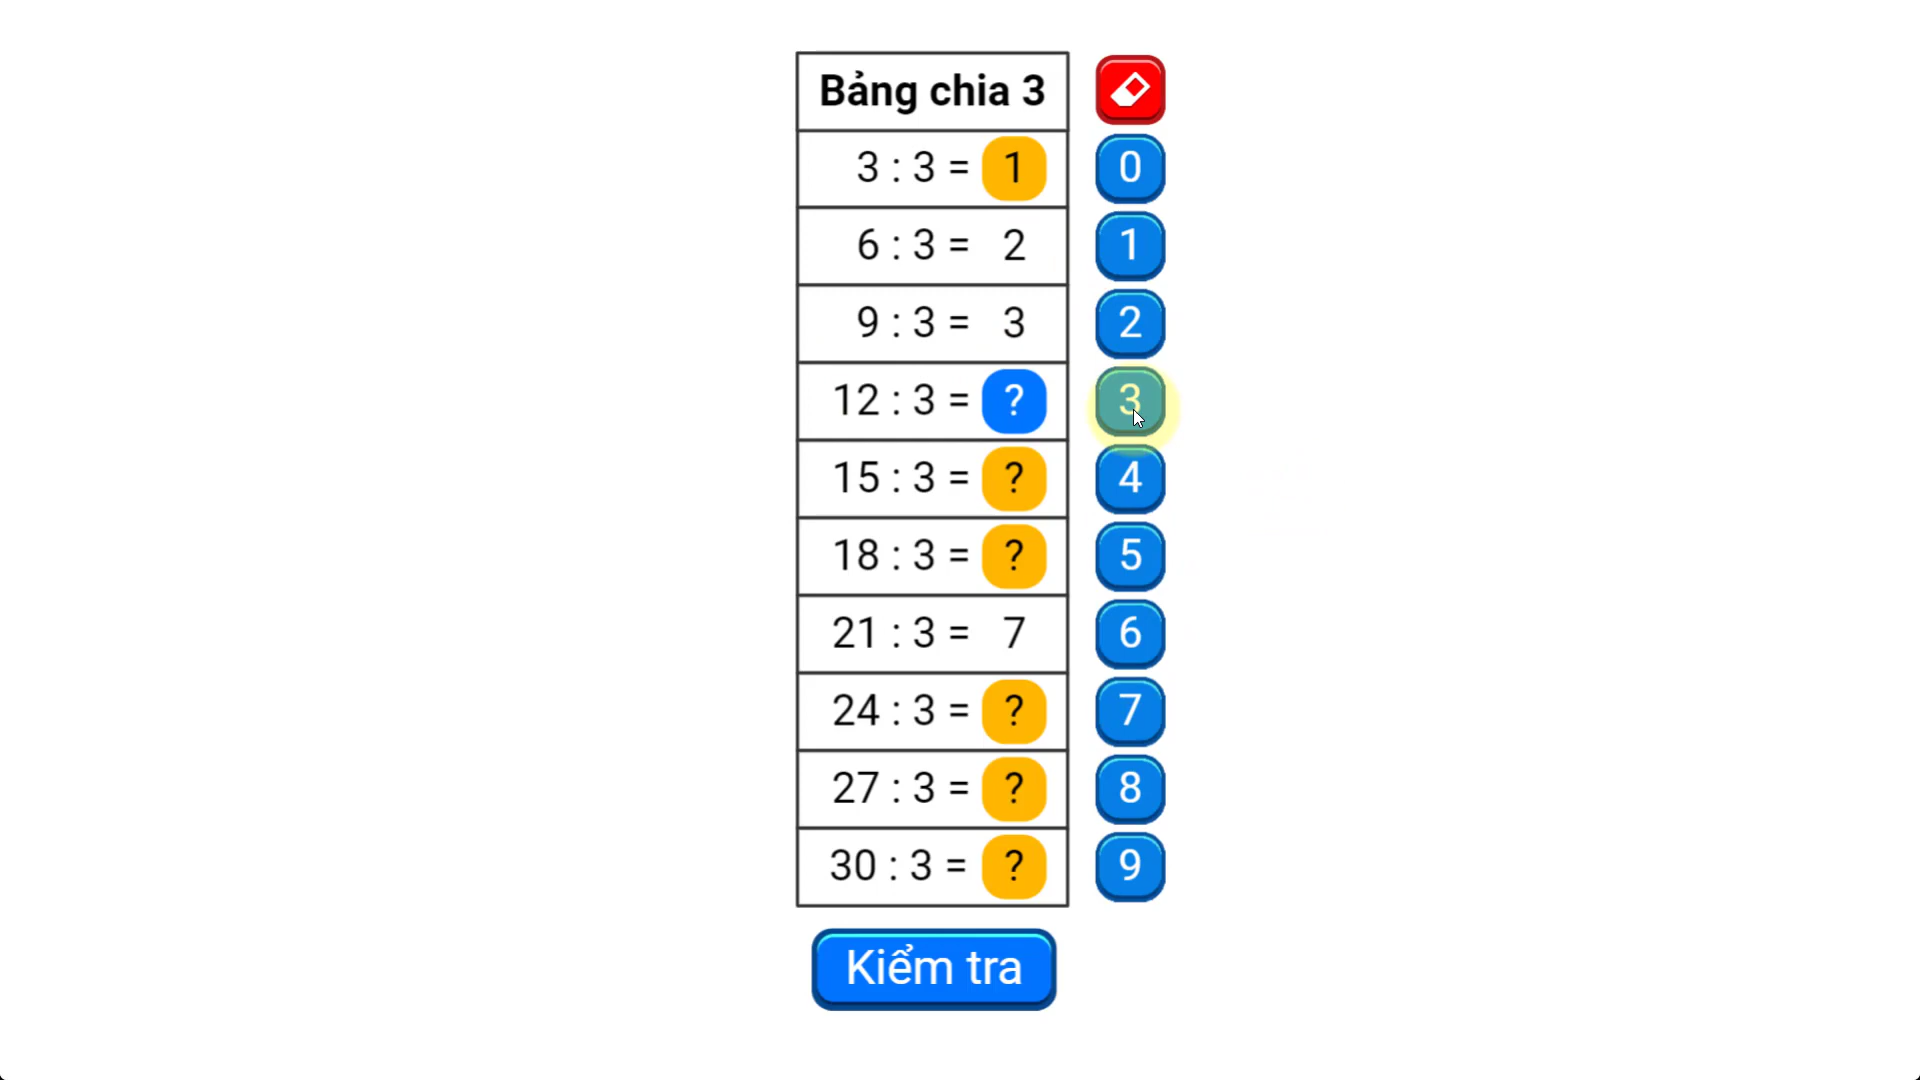 Bảng chia 3
3 : 3 = 1
6 : 3 = 2
9 : 3 = 3
12 : 3 = ?
15 : 3 = ?
18 : 3 = ?
21 : 3 = 7
24 : 3 = ?
27 : 3 = ?
30 : 3 = ?
0
1
2
3
4
5
6
7
8
9
Kiểm tra